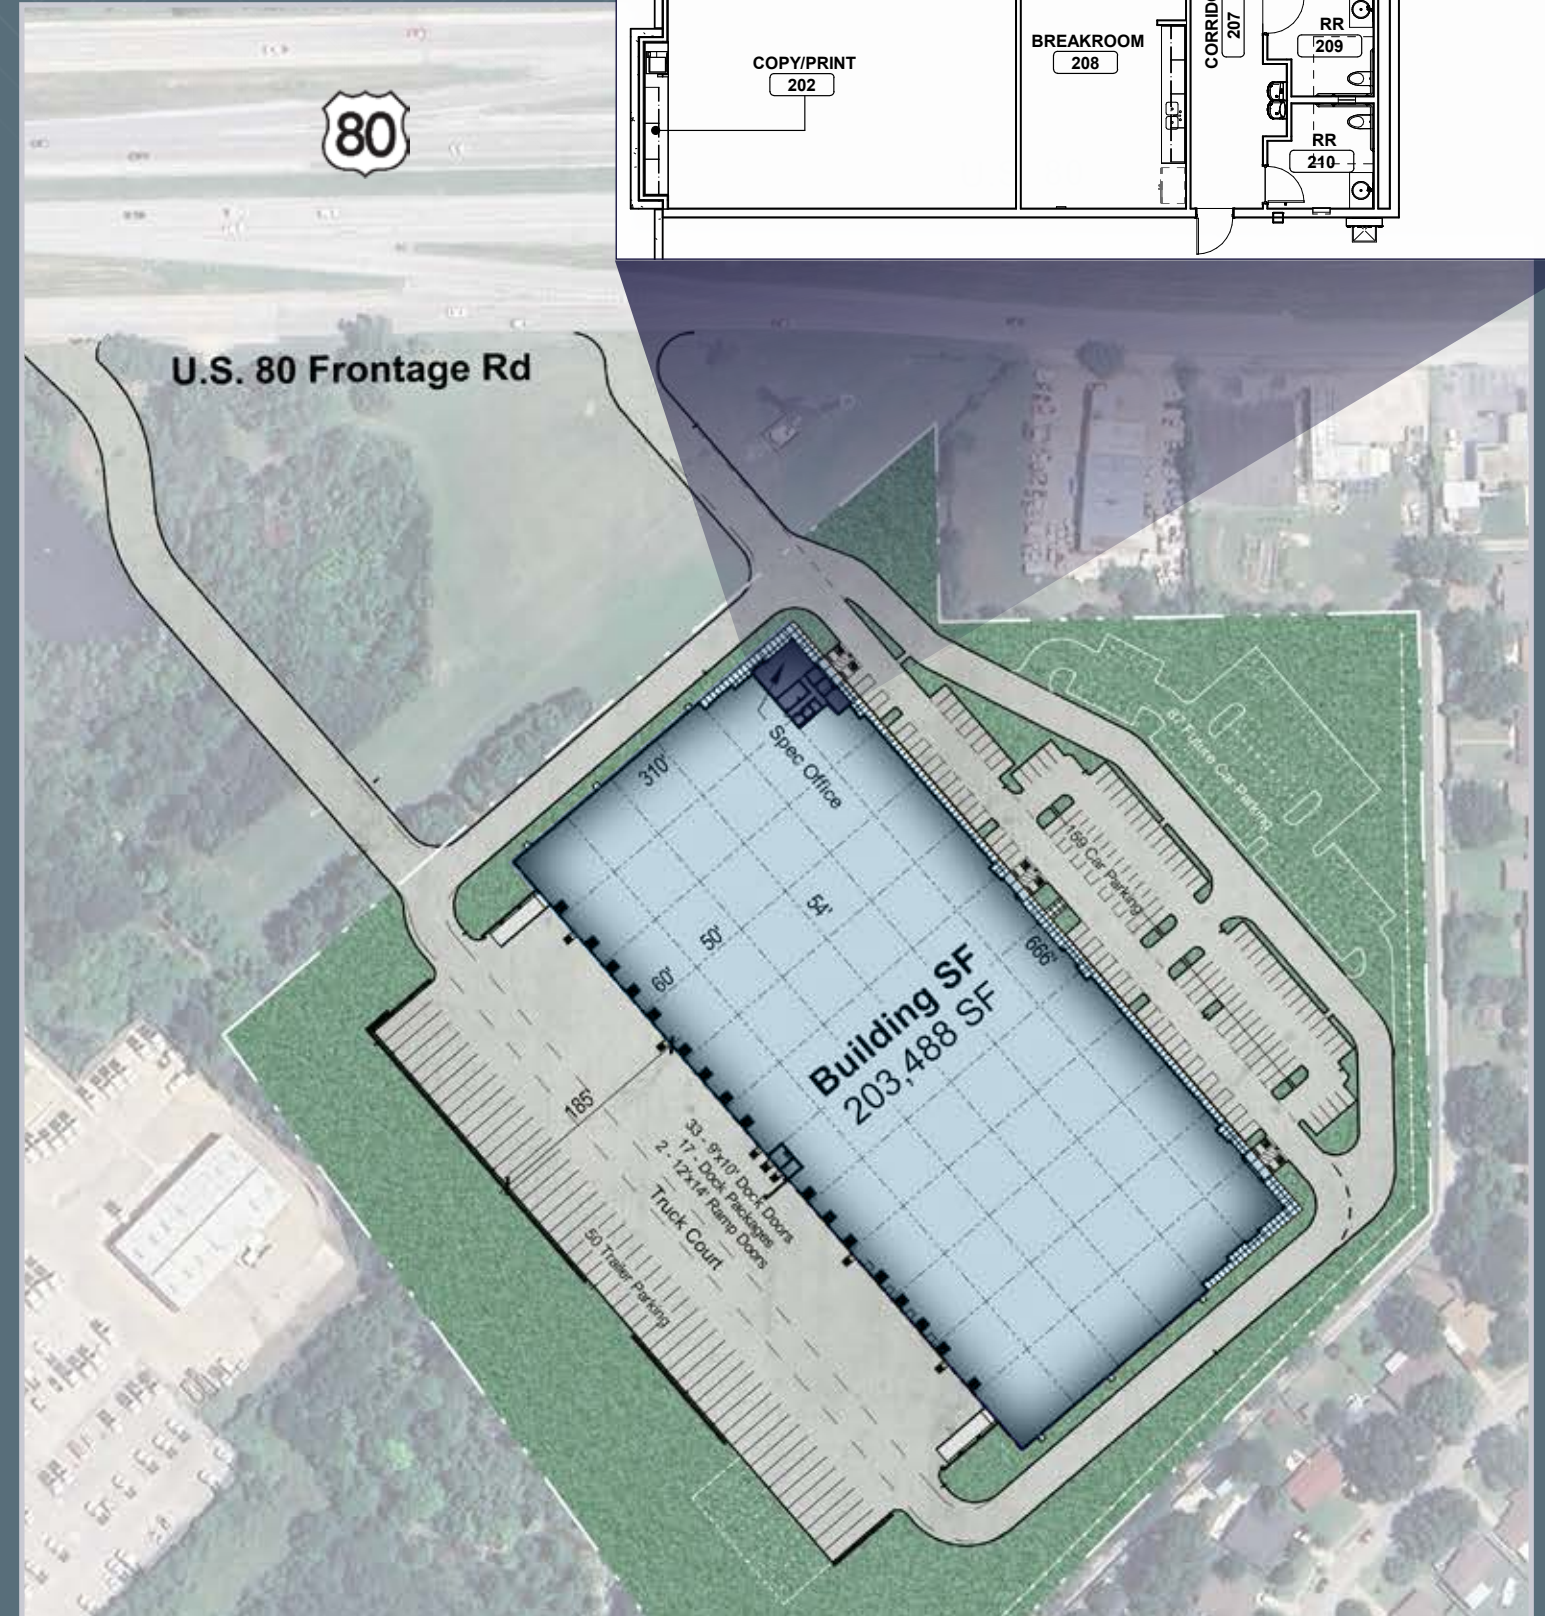 COPY/PRINT
202
BREAKROOM
208
CORRID
207
RR
209
RR
210
80
U.S. 80 Frontage Rd
Spec Office
310'
54'
50'
60'
666'
Building SF
203,488 SF
159 Car Parking
87 Future Car Parking
185'
33 - 9'x10' Dock Doors
17 - Dock Packages
2 - 12'x14' Ramp Doors
Truck Court
50 Trailer Parking